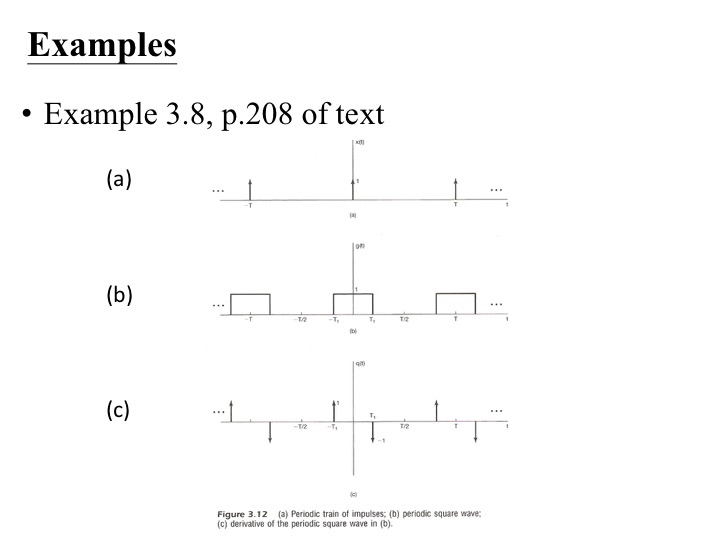 Examples
• Example 3.8, p.208 of text
(a)
x(t)
1
...
...
−T
T
t
(a)
(b)
g(t)
1
...
...
−T
−T/2
−T₁
T₁
T/2
T
t
(b)
(c)
q(t)
1
...
...
T₁
−T/2
−T₁
−1
T/2
T
t
(c)
Figure 3.12 (a) Periodic train of impulses; (b) periodic square wave;
(c) derivative of the periodic square wave in (b).